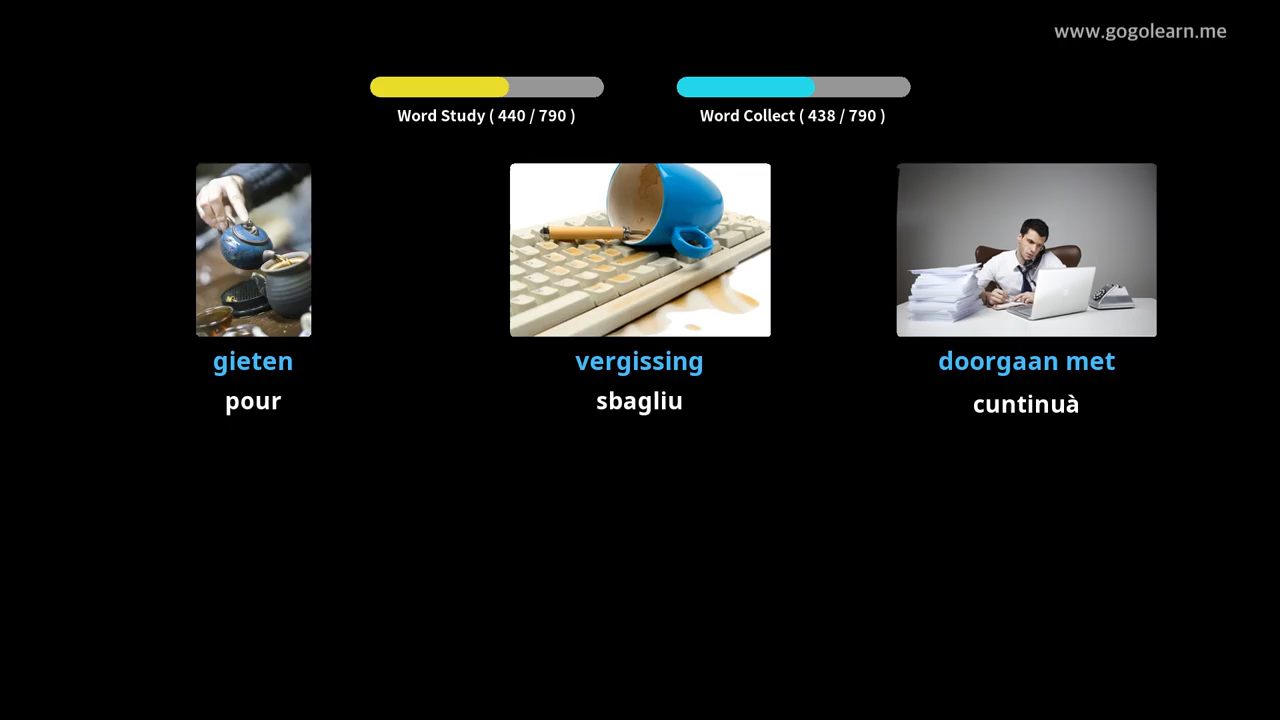 www.gogolearn.me
Word Study ( 440 / 790 )
Word Collect ( 438 / 790 )
gieten
vergissing
doorgaan met
pour
sbagliu
cuntinuà